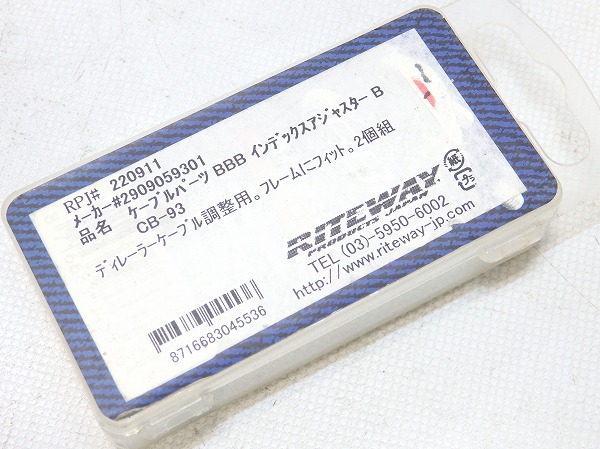 RPJ# 220911
メーカー#2909059301
品名 ケーブルパーツ BBB インデックスアジャスター B
CB-93
ディレーラーケーブル調整用。フレームにフィット。2個組
RITEWAY
PRODUCTS JAPAN
TEL (03)-5950-6002
http://www.riteway-jp.com
紙
プラ
8716683045536